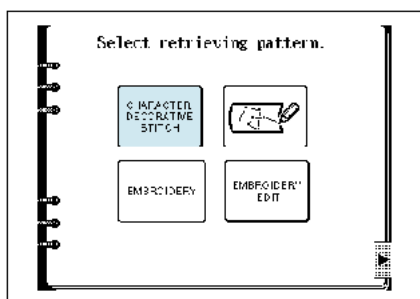 Select retrieving pattern.
CHARACTER
DECORATIVE
STITCH
EMBROIDERY
EMBROIDERY
EDIT